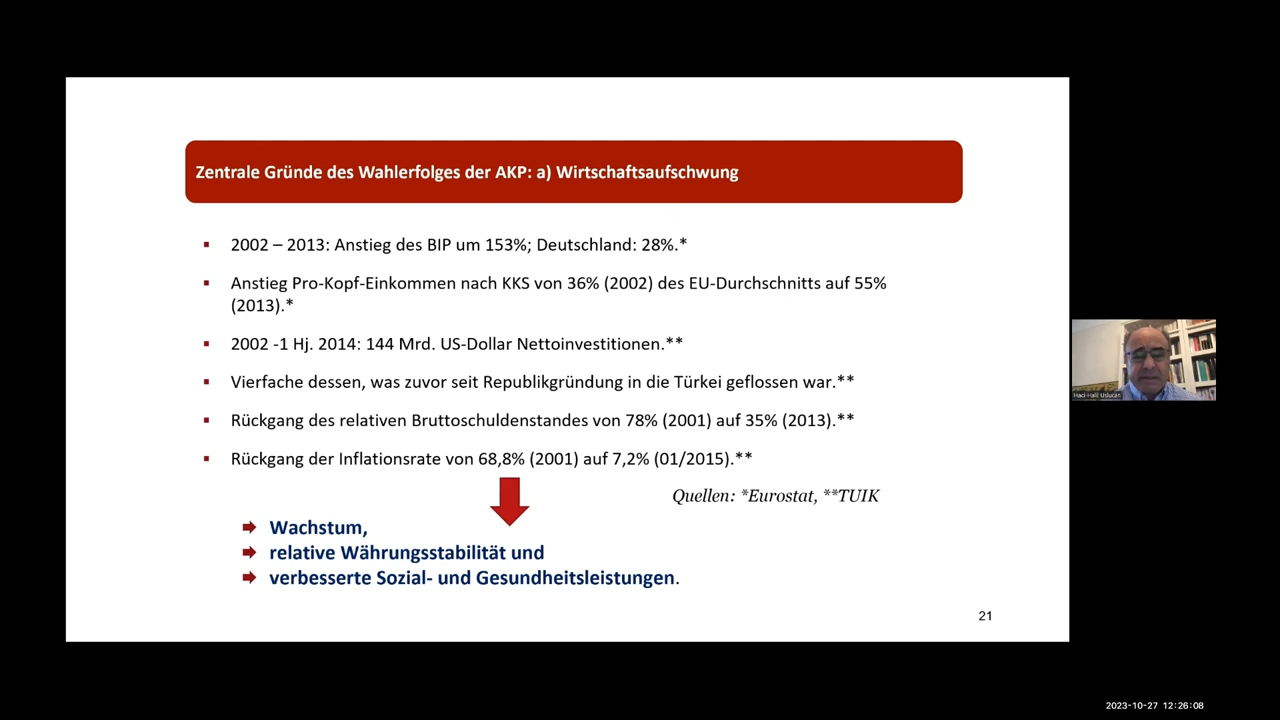 Zentrale Gründe des Wahlerfolges der AKP: a) Wirtschaftsaufschwung
2002 – 2013: Anstieg des BIP um 153%; Deutschland: 28%.*
Anstieg Pro-Kopf-Einkommen nach KKS von 36% (2002) des EU-Durchschnitts auf 55%
(2013).*
2002 -1 Hj. 2014: 144 Mrd. US-Dollar Nettoinvestitionen.**
Vierfache dessen, was zuvor seit Republikgründung in die Türkei geflossen war.**
Rückgang des relativen Bruttoschuldenstandes von 78% (2001) auf 35% (2013).**
Rückgang der Inflationsrate von 68,8% (2001) auf 7,2% (01/2015).**
Quellen: *Eurostat, **TUIK
Wachstum,
relative Währungsstabilität und
verbesserte Sozial- und Gesundheitsleistungen.
21
Haci-Halil Uslucan
2023-10-27 12:26:08